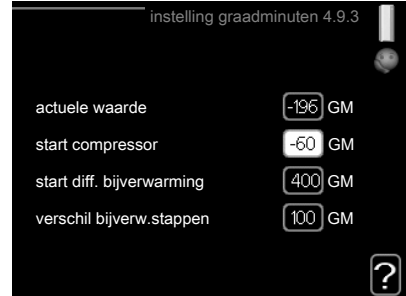 instelling graadminuten 4.9.3
actuele waarde -196 GM
start compressor -60 GM
start diff. bijverwarming 400 GM
verschil bijverw.stappen 100 GM
?